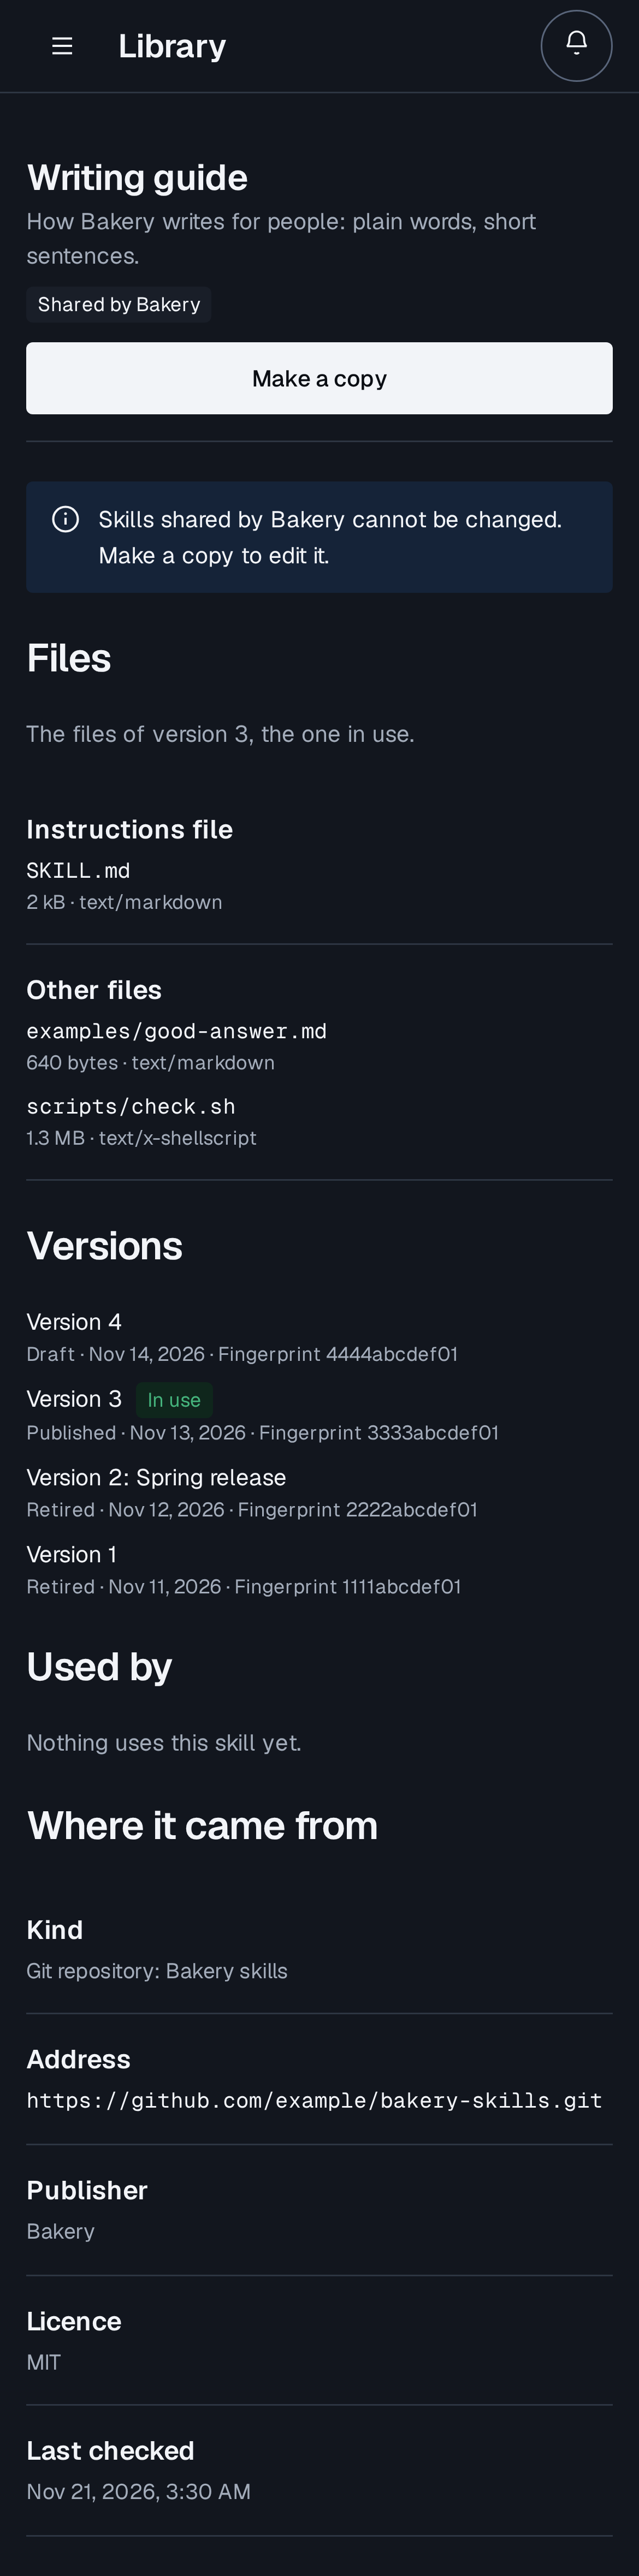 Library
Writing guide
How Bakery writes for people: plain words, short
sentences.
Shared by Bakery
Make a copy
Skills shared by Bakery cannot be changed.
Make a copy to edit it.
Files
The files of version 3, the one in use.
Instructions file
SKILL.md
2 kB · text/markdown
Other files
examples/good-answer.md
640 bytes · text/markdown
scripts/check.sh
1.3 MB · text/x-shellscript
Versions
Version 4
Draft · Nov 14, 2026 · Fingerprint 4444abcdef01
Version 3 In use
Published · Nov 13, 2026 · Fingerprint 3333abcdef01
Version 2: Spring release
Retired · Nov 12, 2026 · Fingerprint 2222abcdef01
Version 1
Retired · Nov 11, 2026 · Fingerprint 1111abcdef01
Used by
Nothing uses this skill yet.
Where it came from
Kind
Git repository: Bakery skills
Address
https://github.com/example/bakery-skills.git
Publisher
Bakery
Licence
MIT
Last checked
Nov 21, 2026, 3:30 AM